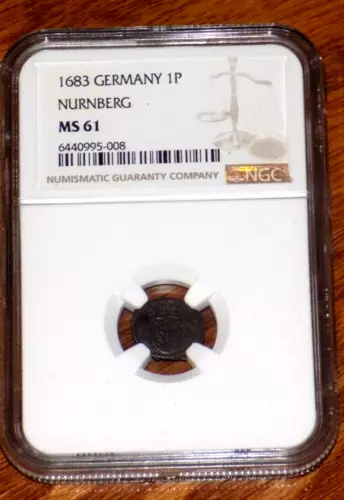 1683 GERMANY 1P
NURNBERG
MS 61
6440995-008
NUMISMATIC GUARANTY COMPANY
NGC